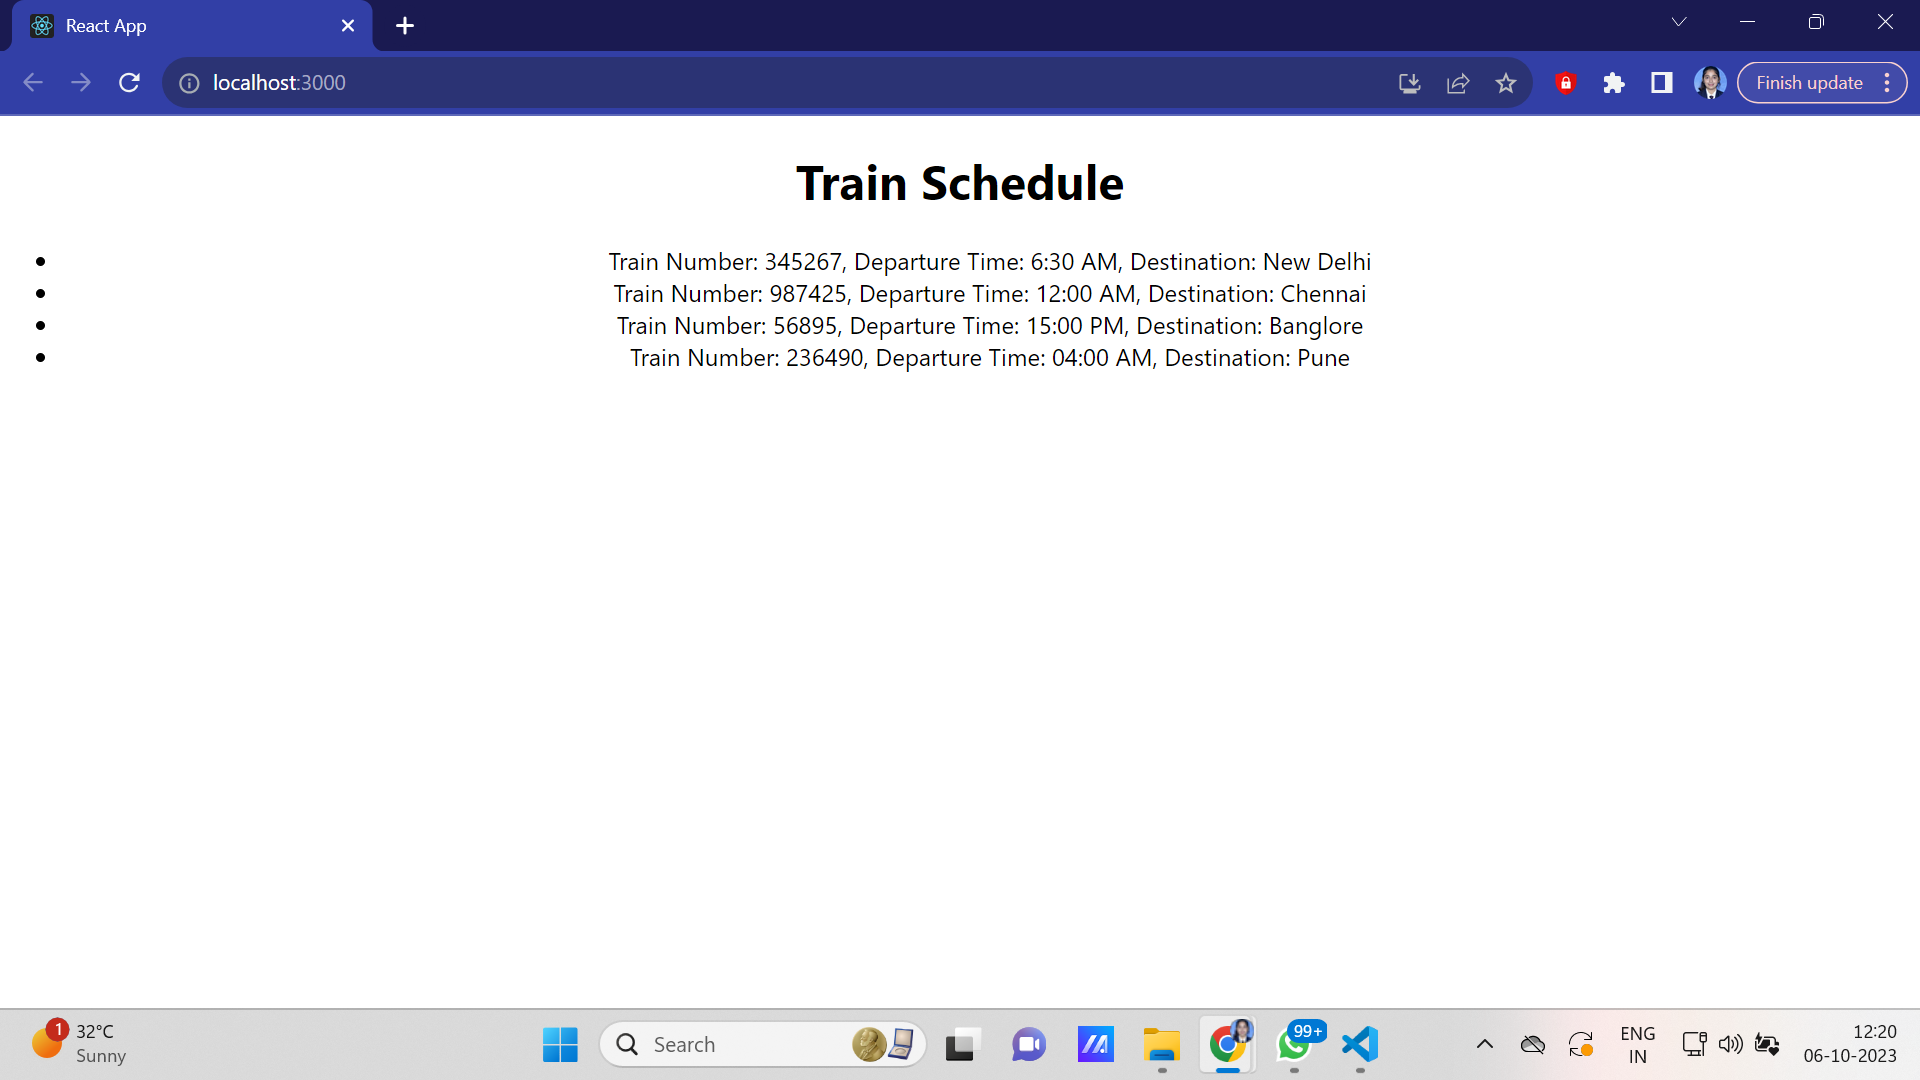 React App
localhost:3000
Finish update
Train Schedule
Train Number: 345267, Departure Time: 6:30 AM, Destination: New Delhi
Train Number: 987425, Departure Time: 12:00 AM, Destination: Chennai
Train Number: 56895, Departure Time: 15:00 PM, Destination: Banglore
Train Number: 236490, Departure Time: 04:00 AM, Destination: Pune
1
32°C
Sunny
Search
99+
ENG
IN
12:20
06-10-2023